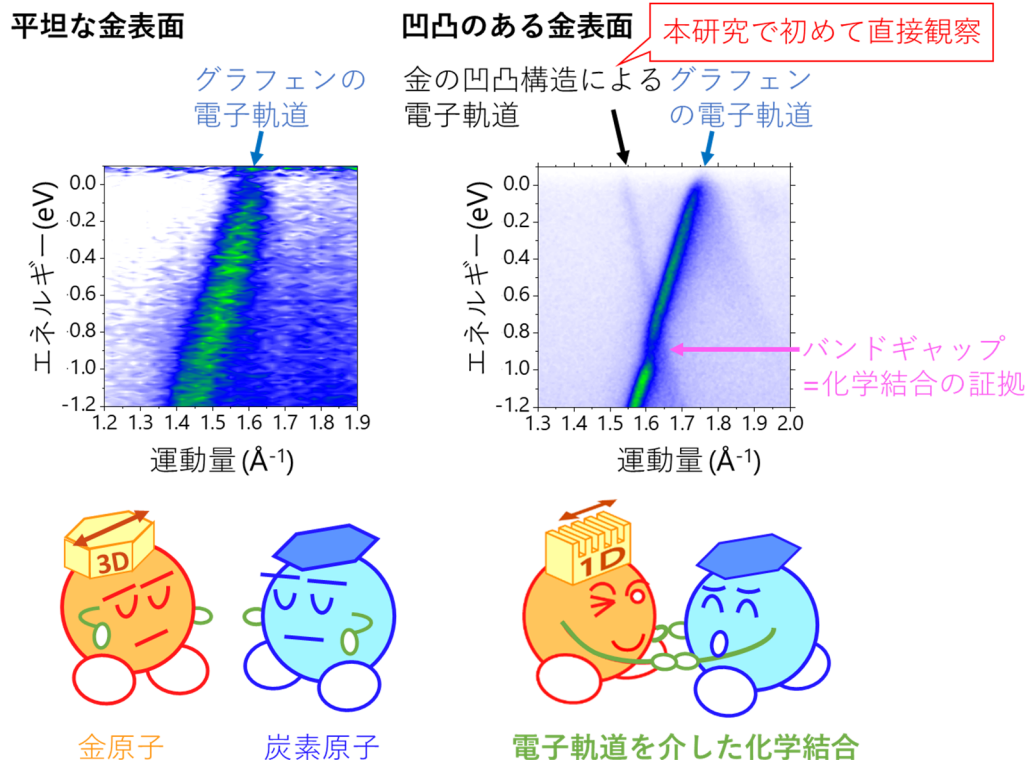 平坦な金表面
凹凸のある金表面
本研究で初めて直接観察
グラフェンの
電子軌道
金の凹凸構造による
電子軌道
グラフェン
の電子軌道
エネルギー(eV)
0.0
0.2
0.4
0.6
0.8
1.0
-1.2
1.2 1.3 1.4 1.5 1.6 1.7 1.8 1.9
運動量(Å-1)
エネルギー(eV)
0.0
0.2
0.4
0.6
0.8
1.0
-1.2
1.3 1.4 1.5 1.6 1.7 1.8 1.9 2.0
運動量(Å-1)
バンドギャップ
=化学結合の証拠
3D
1D
金原子
炭素原子
電子軌道を介した化学結合